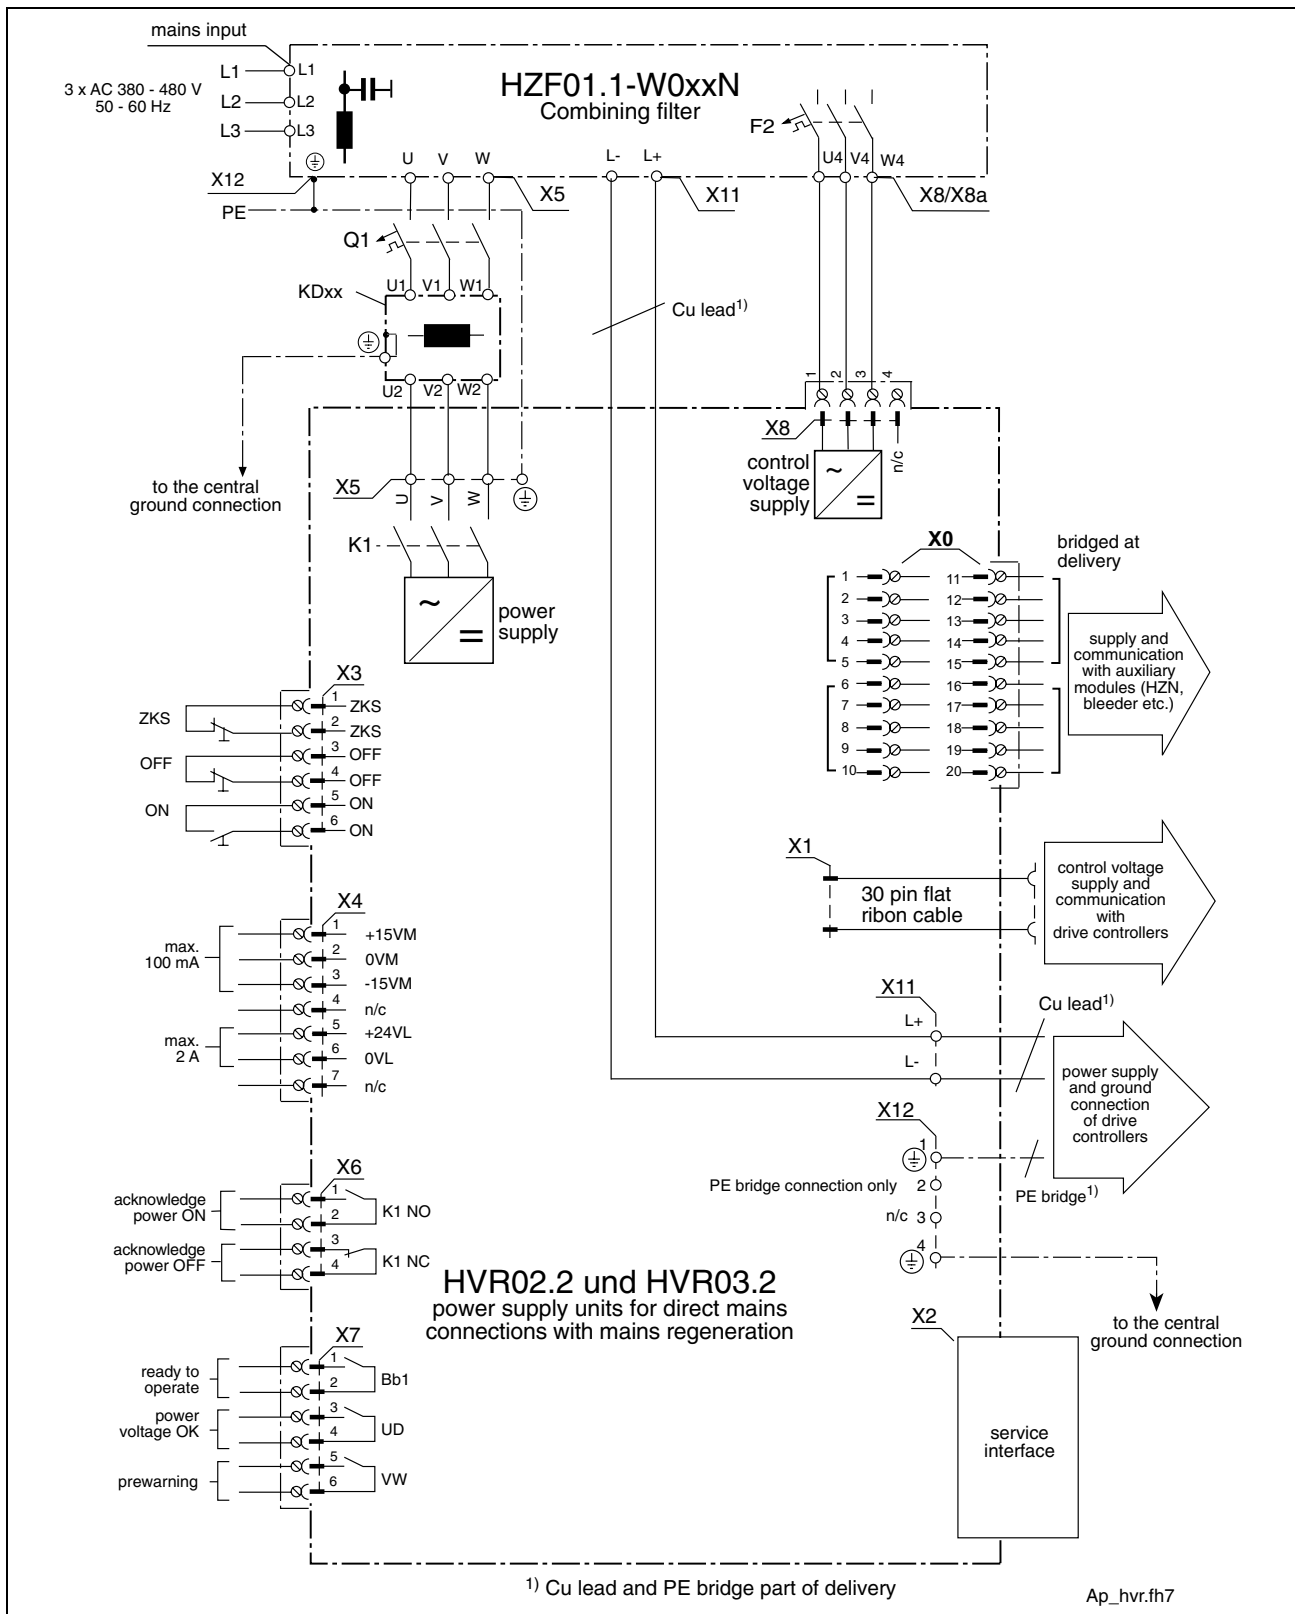 mains input
L1
L1
3 x AC 380 - 480 V
50 - 60 Hz
L2
L2
L3
L3
HZF01.1-W0xxN
Combining filter
F2
U
V
W
L-
L+
U4
V4
W4
X12
X5
X11
X8/X8a
PE
Q1
U1
V1
W1
KDxx
Cu lead1)
U2
V2
W2
1
2
3
4
X8
control
voltage
supply
~
=
n/c
to the central
ground connection
X5
U
V
W
K1
~
=
power
supply
X0
bridged at
delivery
1
11
2
12
3
13
4
14
5
15
6
16
7
17
8
18
9
19
10
20
supply and
communication
with auxiliary
modules (HZN,
bleeder etc.)
X3
ZKS
1
ZKS
2
ZKS
OFF
3
OFF
4
OFF
ON
5
ON
6
ON
X1
30 pin flat
ribon cable
control voltage
supply and
communication
with
drive controllers
X4
max.
100 mA
1
+15VM
2
0VM
3
-15VM
4
n/c
max.
2 A
5
+24VL
6
0VL
7
n/c
X11
L+
L-
Cu lead1)
power supply
and ground
connection
of drive
controllers
X12
1
PE bridge connection only
2
n/c
3
4
PE bridge1)
to the central
ground connection
X6
acknowledge
power ON
1
2
K1 NO
acknowledge
power OFF
3
4
K1 NC
HVR02.2 und HVR03.2
power supply units for direct mains
connections with mains regeneration
X2
service
interface
X7
ready to
operate
1
2
Bb1
power
voltage OK
3
4
UD
prewarning
5
6
VW
1) Cu lead and PE bridge part of delivery
Ap_hvr.fh7